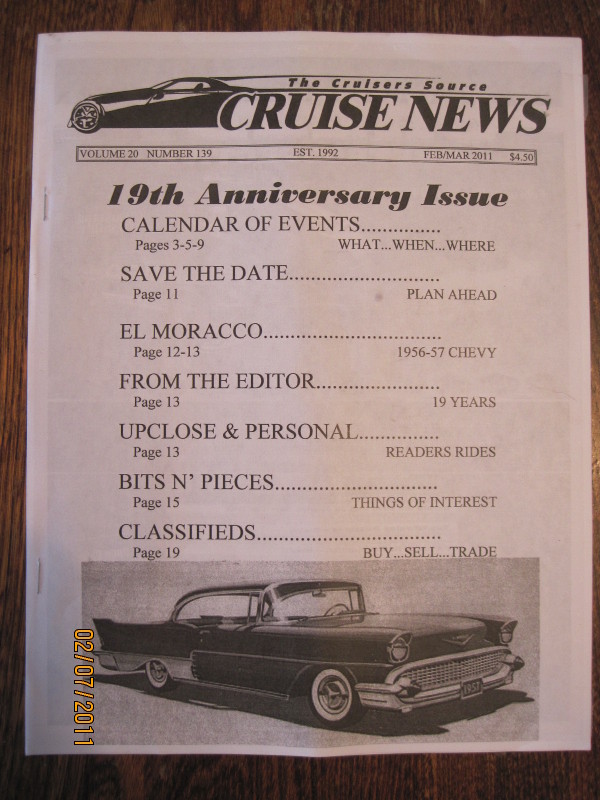 The Cruisers Source
CRUISE NEWS
VOLUME 20 NUMBER 139 EST. 1992 FEB/MAR 2011 $4.50
19th Anniversary Issue
CALENDAR OF EVENTS...............
Pages 3-5-9 WHAT...WHEN...WHERE
SAVE THE DATE............................
Page 11 PLAN AHEAD
EL MORACCO.................................
Page 12-13 1956-57 CHEVY
FROM THE EDITOR.......................
Page 13 19 YEARS
UPCLOSE & PERSONAL...............
Page 13 READERS RIDES
BITS N' PIECES..............................
Page 15 THINGS OF INTEREST
CLASSIFIEDS..................................
Page 19 BUY...SELL...TRADE
1957
02/07/2011